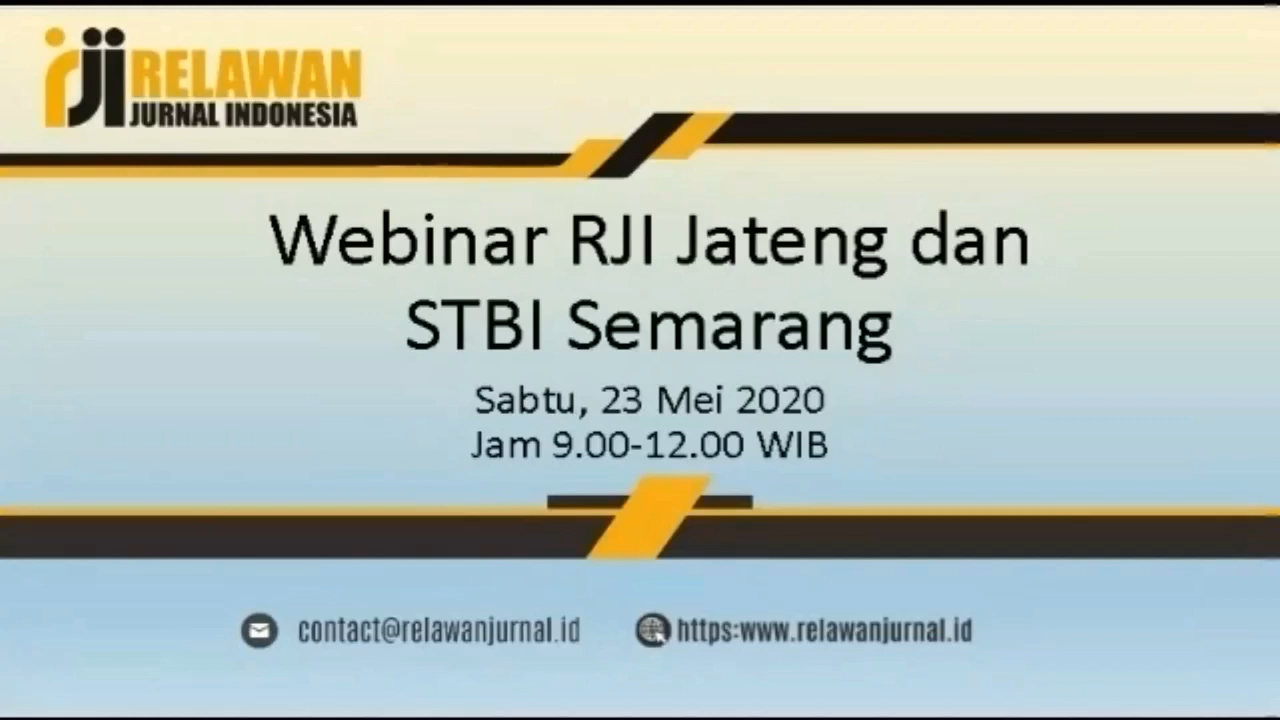 rji RELAWAN
JURNAL INDONESIA
Webinar RJI Jateng dan
STBI Semarang
Sabtu, 23 Mei 2020
Jam 9.00-12.00 WIB
contact@relawanjurnal.id
https:www.relawanjurnal.id